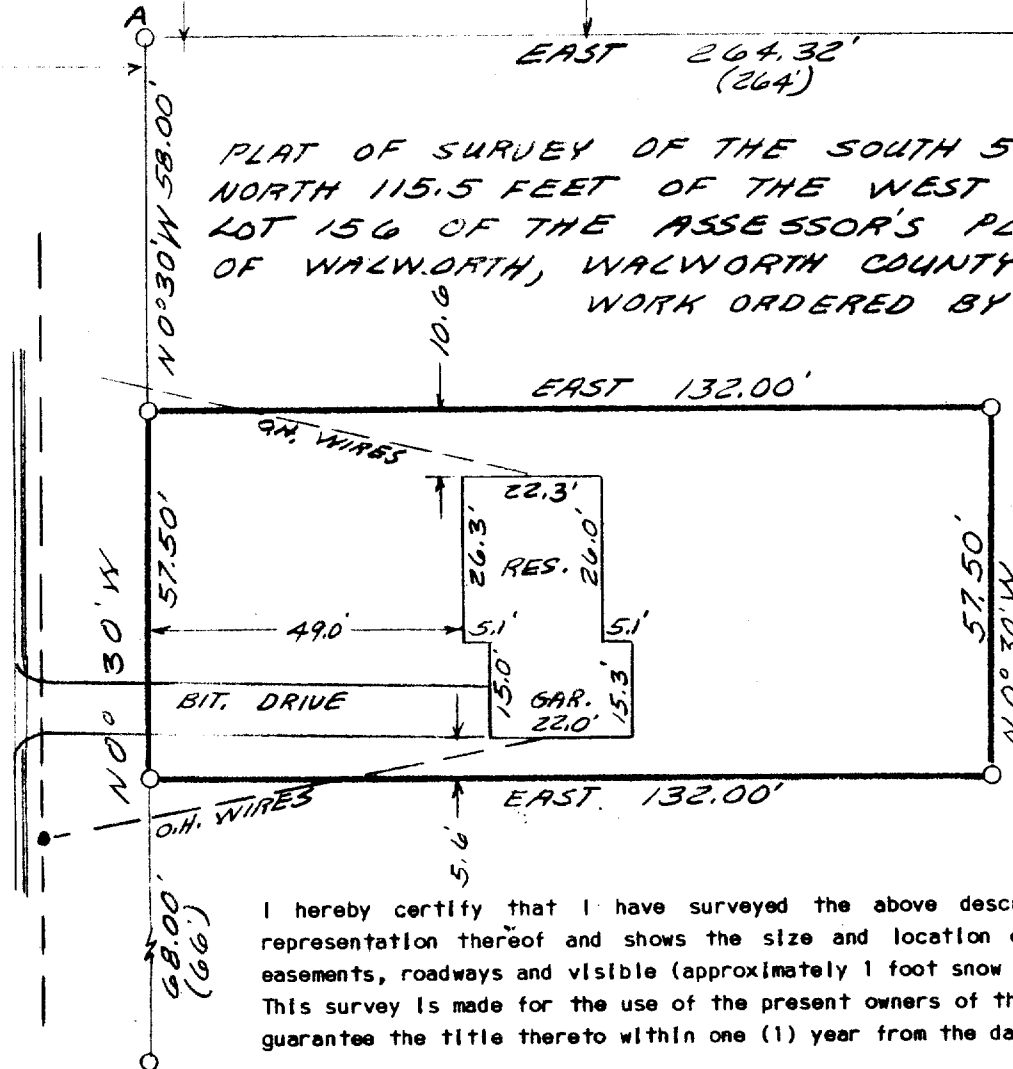 A
EAST 264.32'
(264')
N 0°30'W 58.00'
PLAT OF SURVEY OF THE SOUTH 5
NORTH 115.5 FEET OF THE WEST
LOT 156 OF THE ASSESSOR'S PL
OF WALWORTH, WALWORTH COUNTY
WORK ORDERED BY
10.6
EAST 132.00'
O.H. WIRES
22.3'
57.50'
26.3'
RES.
26.0'
57.50'
N 0° 30' W
49.0'
5.1'
5.1'
N 0° 30' W
BIT. DRIVE
15.0'
GAR.
22.0'
15.3'
O.H. WIRES
EAST. 132.00'
5.6'
68.00'
(66')
I hereby certify that I have surveyed the above desc
representation thereof and shows the size and location
easements, roadways and visible (approximately 1 foot snow
This survey is made for the use of the present owners of th
guarantee the title thereto within one (1) year from the da